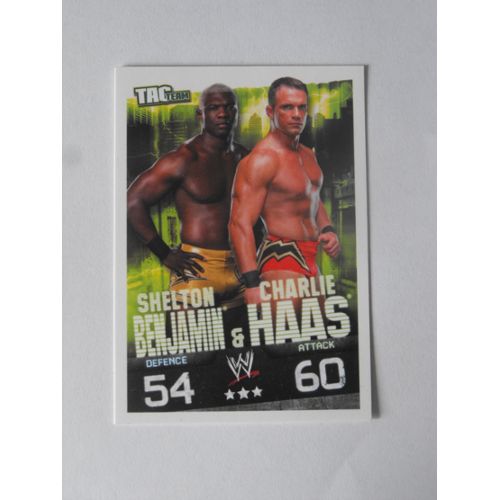 TAG
TEAM
SHELTON
BENJAMIN
&
CHARLIE
HAAS
DEFENCE
54
W
ATTACK
60